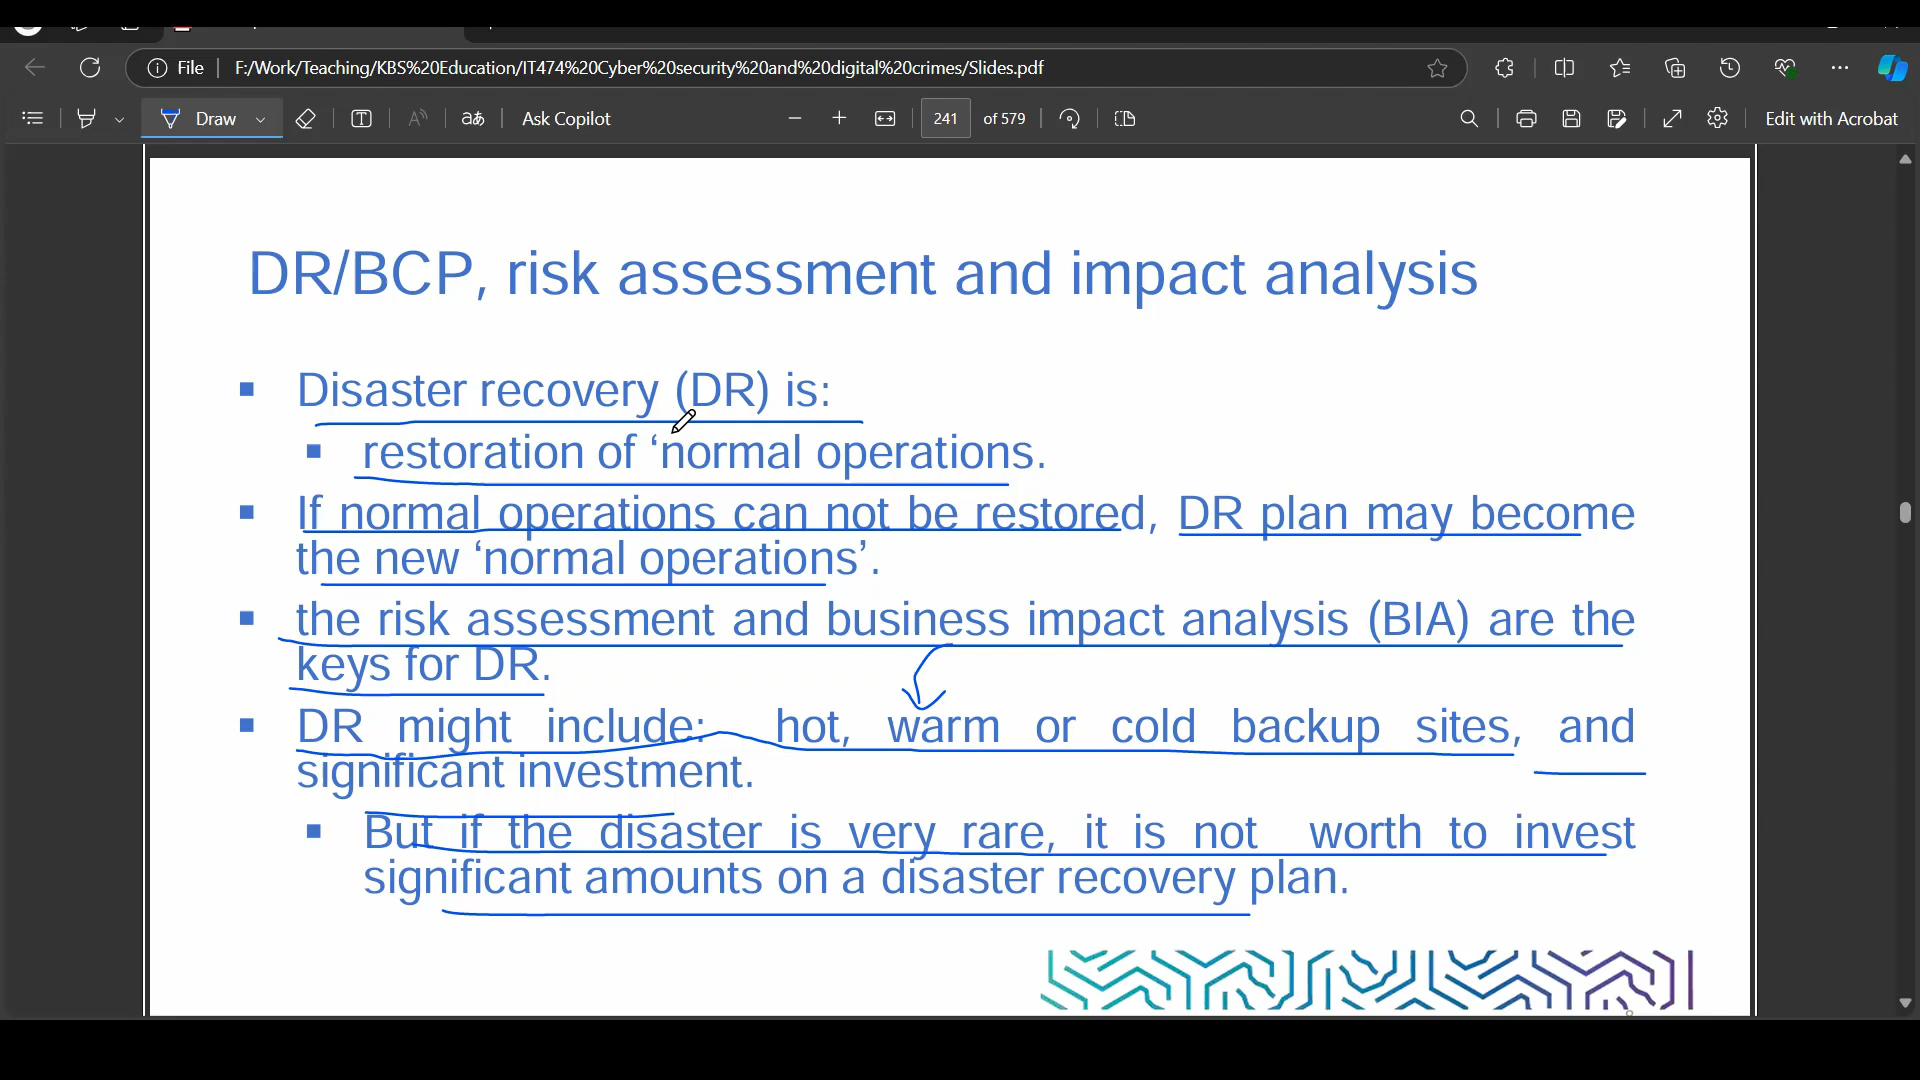 File F:/Work/Teaching/KBS%20Education/IT474%20Cyber%20security%20and%20digital%20crimes/Slides.pdf
Draw aあ Ask Copilot 241 of 579 Edit with Acrobat
DR/BCP, risk assessment and impact analysis
▪ Disaster recovery (DR) is:
▪ restoration of ‘normal operations.
▪ If normal operations can not be restored, DR plan may become
the new ‘normal operations’.
▪ the risk assessment and business impact analysis (BIA) are the
keys for DR.
▪ DR might include: hot, warm or cold backup sites, and
significant investment.
▪ But if the disaster is very rare, it is not worth to invest
significant amounts on a disaster recovery plan.